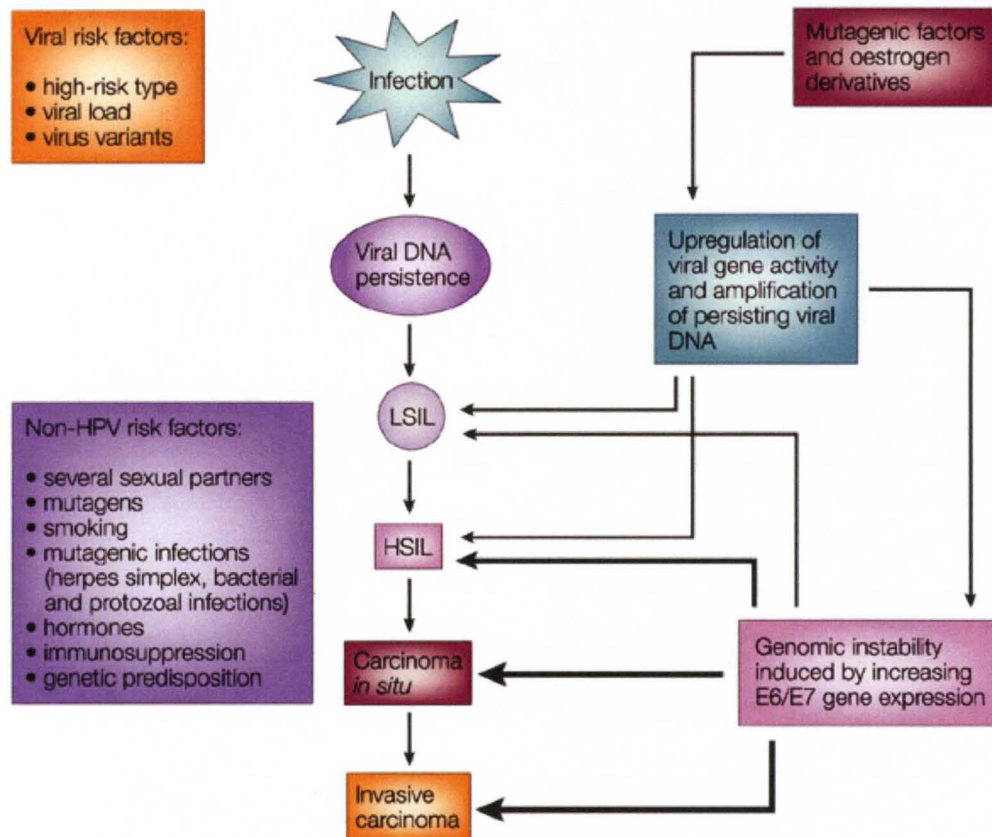 Viral risk factors:
• high-risk type
• viral load
• virus variants
Infection
Mutagenic factors
and oestrogen
derivatives
Viral DNA
persistence
Upregulation of
viral gene activity
and amplification
of persisting viral
DNA
LSIL
Non-HPV risk factors:
• several sexual partners
• mutagens
• smoking
• mutagenic infections
(herpes simplex, bacterial
and protozoal infections)
• hormones
• immunosuppression
• genetic predisposition
HSIL
Carcinoma
in situ
Genomic instability
induced by increasing
E6/E7 gene expression
Invasive
carcinoma